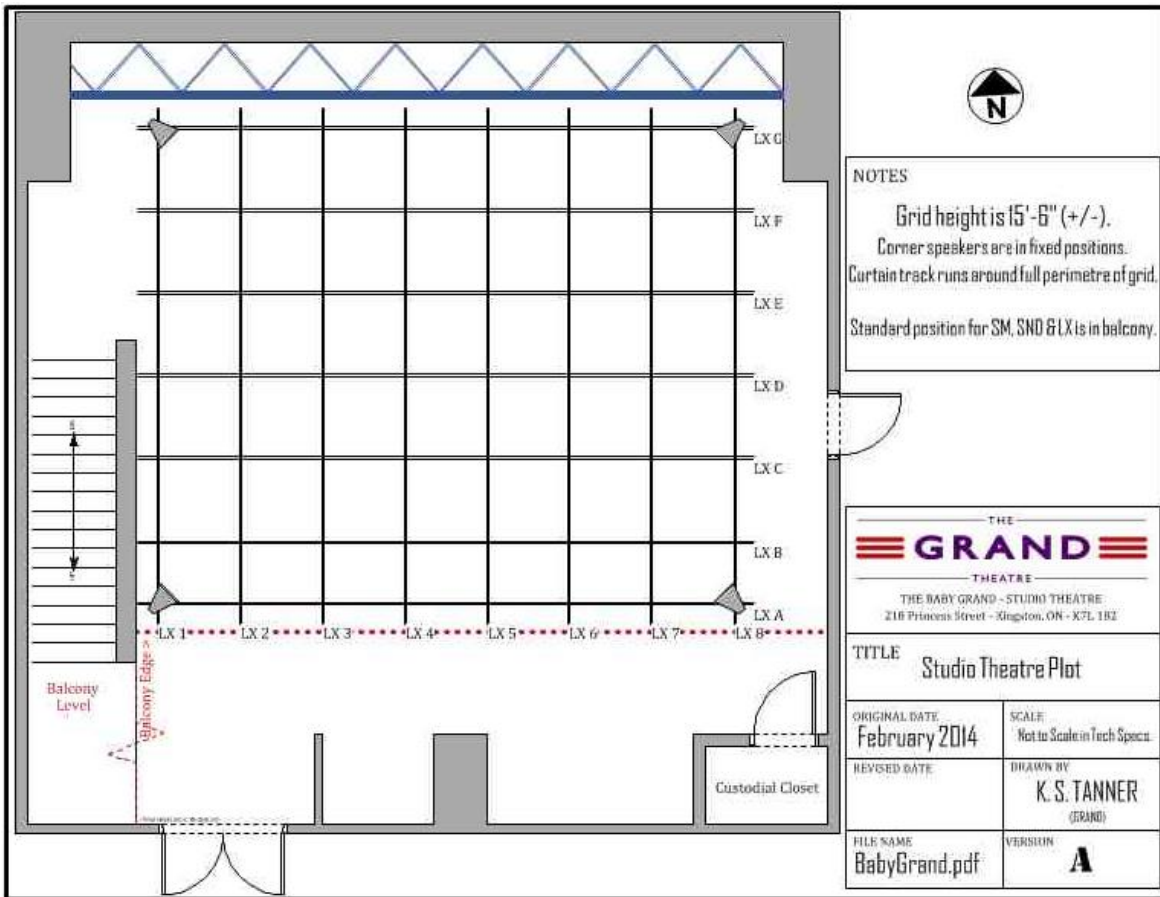 N
NOTES
Grid height is 15'-6" (+/-).
Corner speakers are in fixed positions.
Curtain track runs around full perimetre of grid.
Standard position for SM, SND & LX is in balcony.
LX G
LX F
LX E
LX D
LX C
LX B
LX A
LX 1 LX 2 LX 3 LX 4 LX 5 LX 6 LX 7 LX 8
Balcony Edge >
Balcony
Level
Custodial Closet
THE
GRAND
THEATRE
THE BABY GRAND - STUDIO THEATRE
218 Princess Street - Kingston, ON - K7L 1B2
TITLE
Studio Theatre Plot
ORIGINAL DATE
February 2014
SCALE
Not to Scale in Tech Specs.
REVISED DATE
DRAWN BY
K. S. TANNER
(GRAND)
FILE NAME
BabyGrand.pdf
VERSION
A